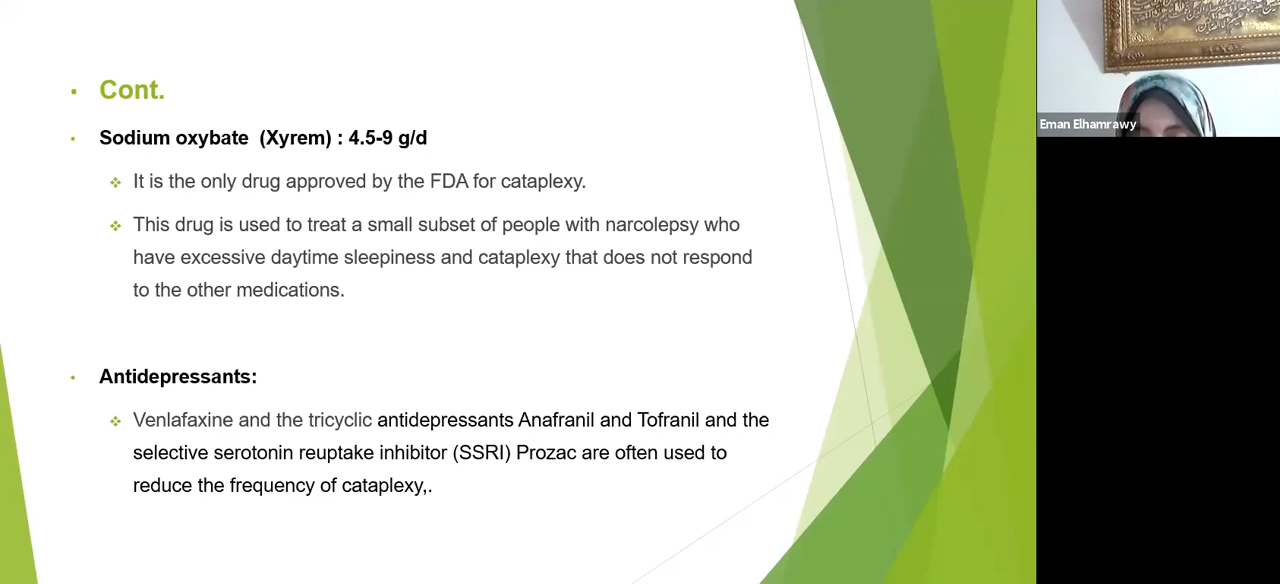 Cont.
Sodium oxybate (Xyrem) : 4.5-9 g/d
It is the only drug approved by the FDA for cataplexy.
This drug is used to treat a small subset of people with narcolepsy who
have excessive daytime sleepiness and cataplexy that does not respond
to the other medications.
Antidepressants:
Venlafaxine and the tricyclic antidepressants Anafranil and Tofranil and the
selective serotonin reuptake inhibitor (SSRI) Prozac are often used to
reduce the frequency of cataplexy,.
Eman Elhamrawy